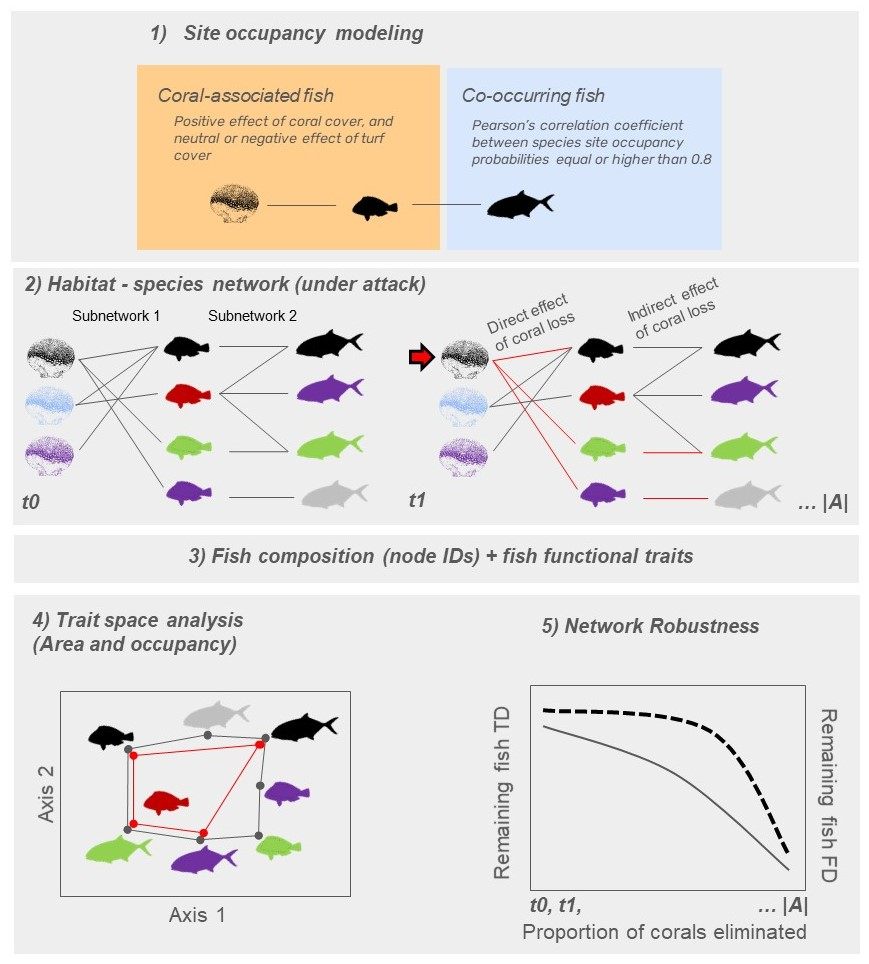 1) Site occupancy modeling
Coral-associated fish
Positive effect of coral cover, and
neutral or negative effect of turf
cover
Co-occurring fish
Pearson's correlation coefficient
between species site occupancy
probabilities equal or higher than 0.8
2) Habitat - species network (under attack)
Subnetwork 1
Subnetwork 2
t0
Direct effect
of coral loss
Indirect effect
of coral loss
t1
... |A|
3) Fish composition (node IDs) + fish functional traits
4) Trait space analysis
(Area and occupancy)
Axis 2
Axis 1
5) Network Robustness
Remaining fish TD
Remaining fish FD
t0, t1,
... |A|
Proportion of corals eliminated